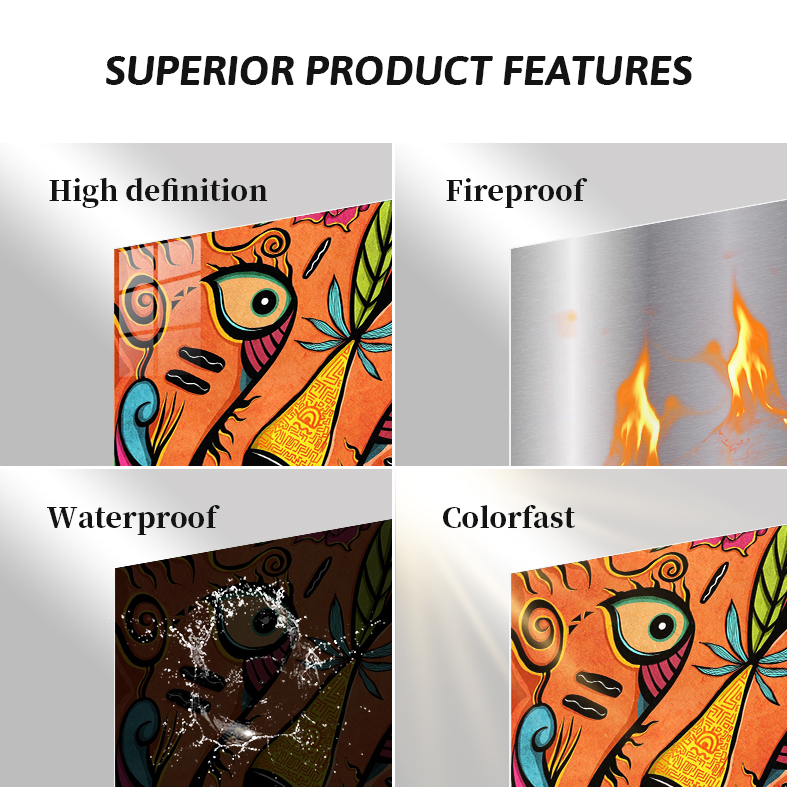 SUPERIOR PRODUCT FEATURES
High definition
Fireproof
Waterproof
Colorfast